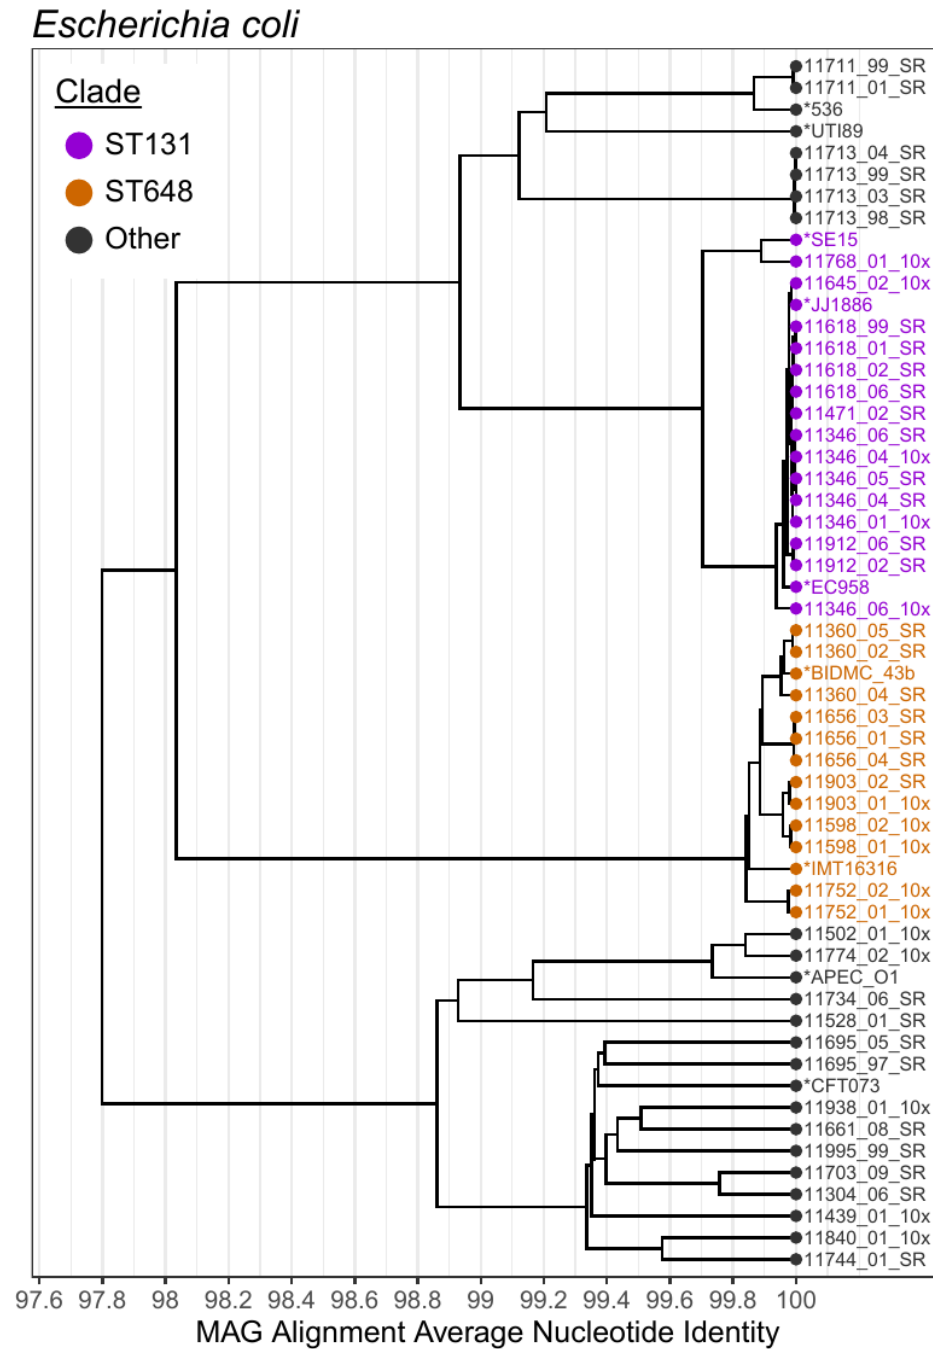 Escherichia coli
Clade
ST131
ST648
Other
11711_99_SR
11711_01_SR
*536
*UTI89
11713_04_SR
11713_99_SR
11713_03_SR
11713_98_SR
*SE15
11768_01_10x
11645_02_10x
*JJ1886
11618_99_SR
11618_01_SR
11618_02_SR
11618_06_SR
11471_02_SR
11346_06_SR
11346_04_10x
11346_05_SR
11346_04_SR
11346_01_10x
11912_06_SR
11912_02_SR
*EC958
11346_06_10x
11360_05_SR
11360_02_SR
*BIDMC_43b
11360_04_SR
11656_03_SR
11656_01_SR
11656_04_SR
11903_02_SR
11903_01_10x
11598_02_10x
11598_01_10x
*IMT16316
11752_02_10x
11752_01_10x
11502_01_10x
11774_02_10x
*APEC_O1
11734_06_SR
11528_01_SR
11695_05_SR
11695_97_SR
*CFT073
11938_01_10x
11661_08_SR
11995_99_SR
11703_09_SR
11304_06_SR
11439_01_10x
11840_01_10x
11744_01_SR
97.6 97.8 98 98.2 98.4 98.6 98.8 99 99.2 99.4 99.6 99.8 100
MAG Alignment Average Nucleotide Identity